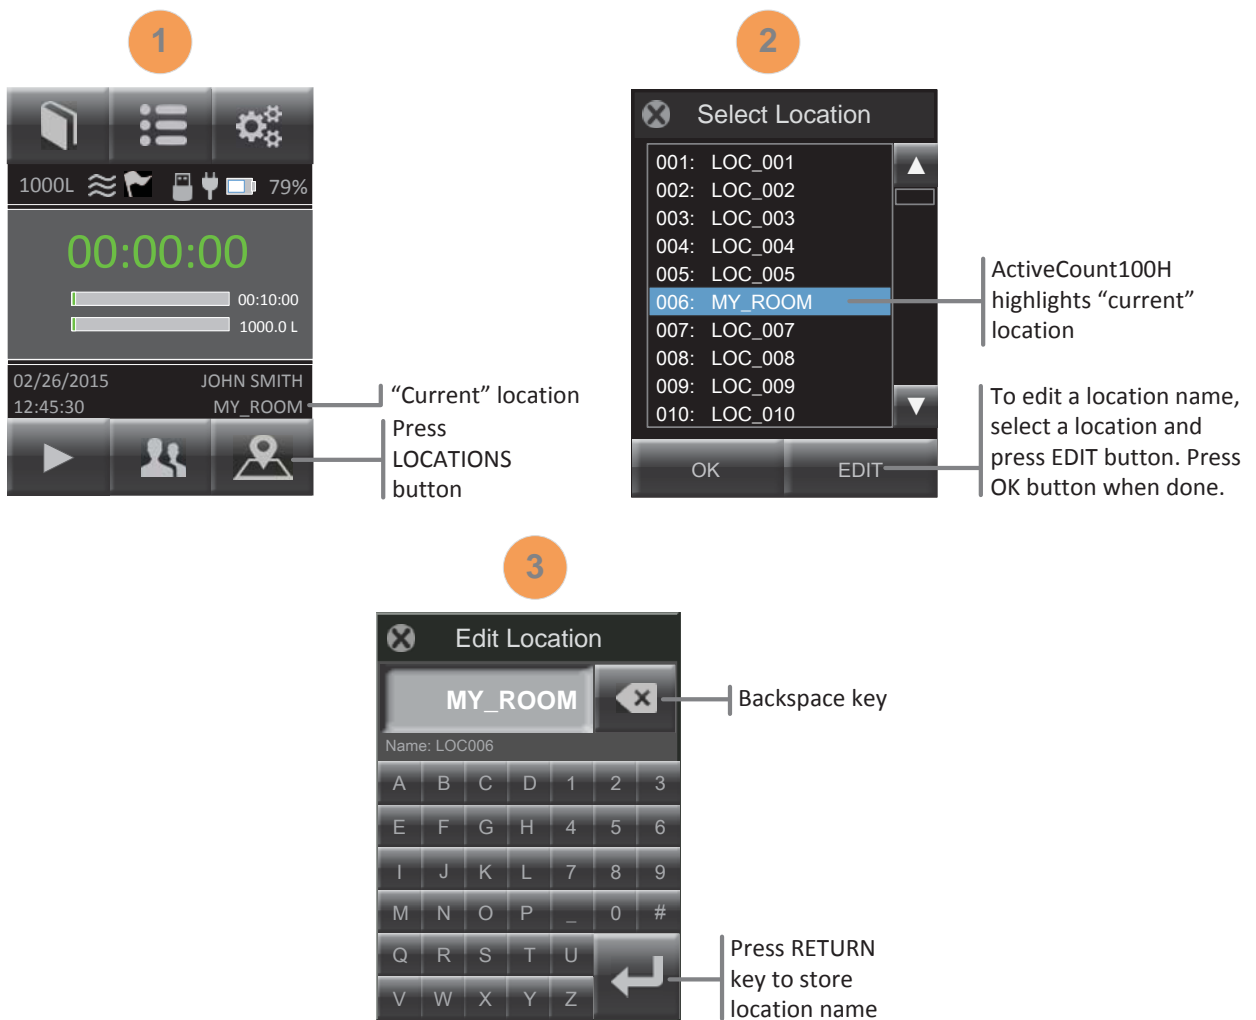 1
1000L 79%
00:00:00
00:10:00
1000.0 L
02/26/2015 JOHN SMITH
12:45:30 MY_ROOM
"Current" location
Press
LOCATIONS
button
2
Select Location
001: LOC_001
002: LOC_002
003: LOC_003
004: LOC_004
005: LOC_005
006: MY_ROOM
007: LOC_007
008: LOC_008
009: LOC_009
010: LOC_010
OK EDIT
ActiveCount100H
highlights “current”
location
To edit a location name,
select a location and
press EDIT button. Press
OK button when done.
3
Edit Location
MY_ROOM
Name: LOC006
A B C D 1 2 3
E F G H 4 5 6
I J K L 7 8 9
M N O P _ 0 #
Q R S T U
V W X Y Z
Backspace key
Press RETURN
key to store
location name